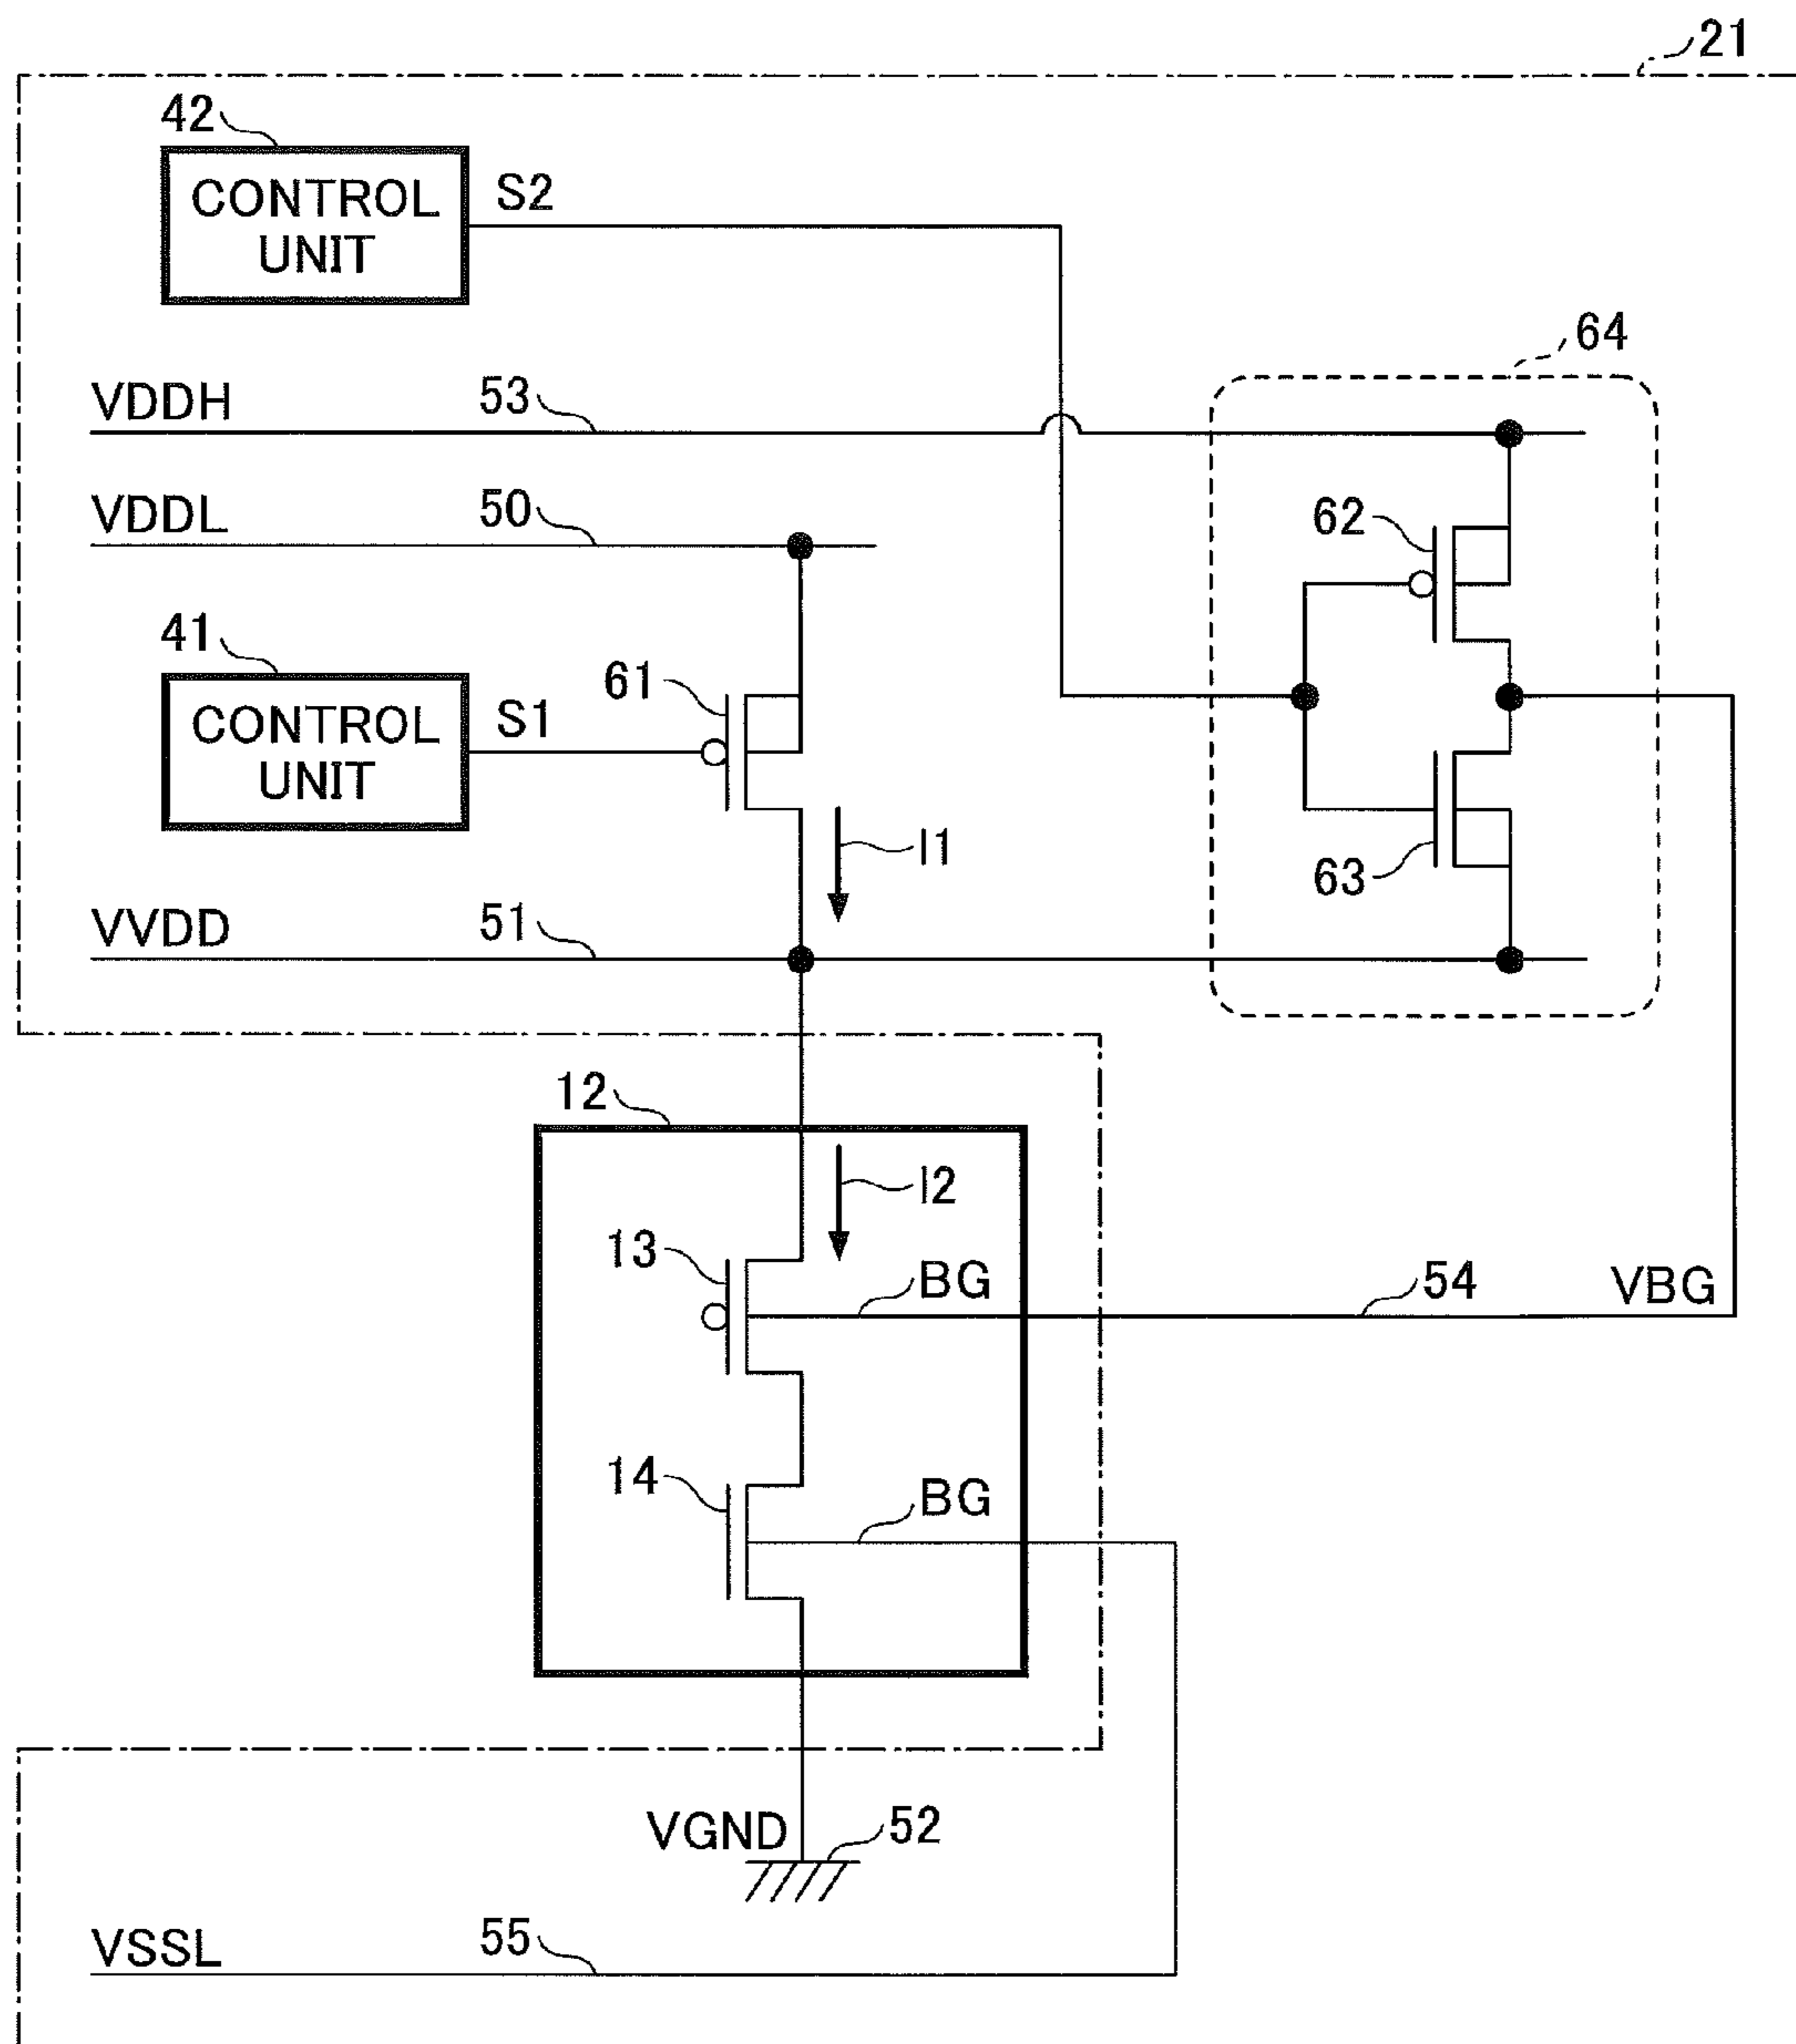 21
42
CONTROL
UNIT
S2
64
VDDH
53
VDDL
50
62
41
CONTROL
UNIT
S1
61
I1
63
VVDD
51
12
I2
13
BG
54
VBG
14
BG
VGND
52
VSSL
55